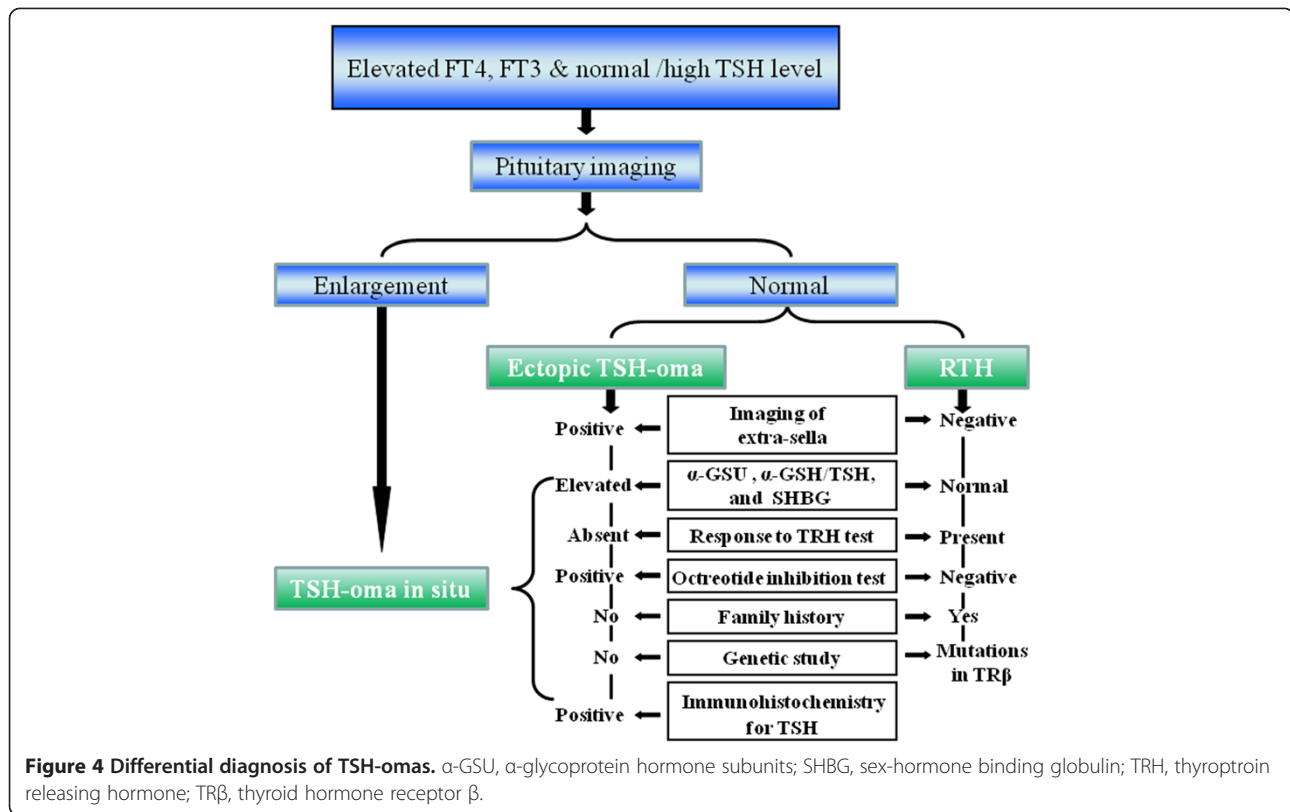 Elevated FT4, FT3 & normal /high TSH level
Pituitary imaging
Enlargement
Normal
Ectopic TSH-oma
RTH
Positive
Imaging of
extra-sella
Negative
Elevated
α-GSU , α-GSH/TSH,
and SHBG
Normal
Absent
Response to TRH test
Present
TSH-oma in situ
Positive
Octreotide inhibition test
Negative
No
Family history
Yes
No
Genetic study
Mutations
in TRβ
Positive
Immunohistochemistry
for TSH
Figure 4 Differential diagnosis of TSH-omas. α-GSU, α-glycoprotein hormone subunits; SHBG, sex-hormone binding globulin; TRH, thyroptroin
releasing hormone; TRβ, thyroid hormone receptor β.